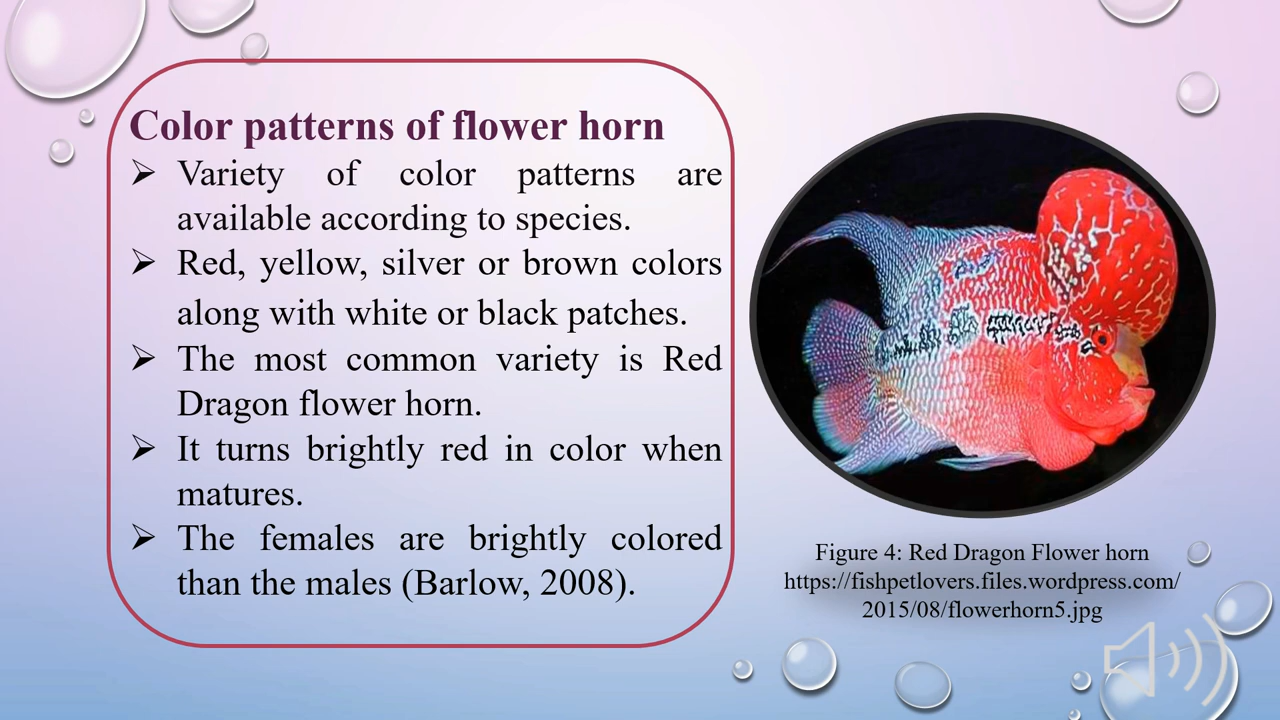 Color patterns of flower horn
➢ Variety of color patterns are
available according to species.
➢ Red, yellow, silver or brown colors
along with white or black patches.
➢ The most common variety is Red
Dragon flower horn.
➢ It turns brightly red in color when
matures.
➢ The females are brightly colored
than the males (Barlow, 2008).
Figure 4: Red Dragon Flower horn
https://fishpetlovers.files.wordpress.com/
2015/08/flowerhorn5.jpg